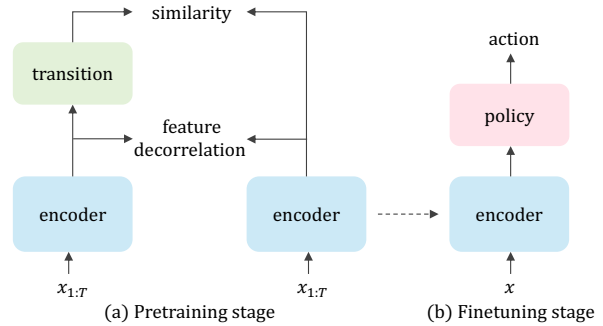 similarity
action
transition
policy
feature
decorrelation
encoder
encoder
encoder
x₁:T
x₁:T
x
(a) Pretraining stage
(b) Finetuning stage